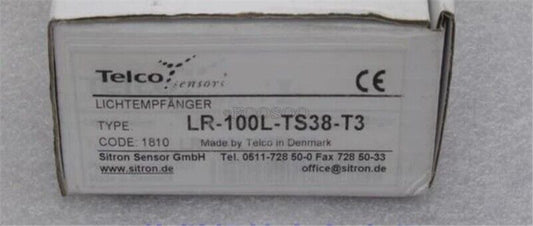 Telco sensors
CE
LICHTEMPFÄNGER
TYPE: LR-100L-TS38-T3
CODE: 1810 Made by Telco in Denmark
Sitron Sensor GmbH Tel. 0511-728 50-0 Fax 728 50-33
www.sitron.de office@sitron.de